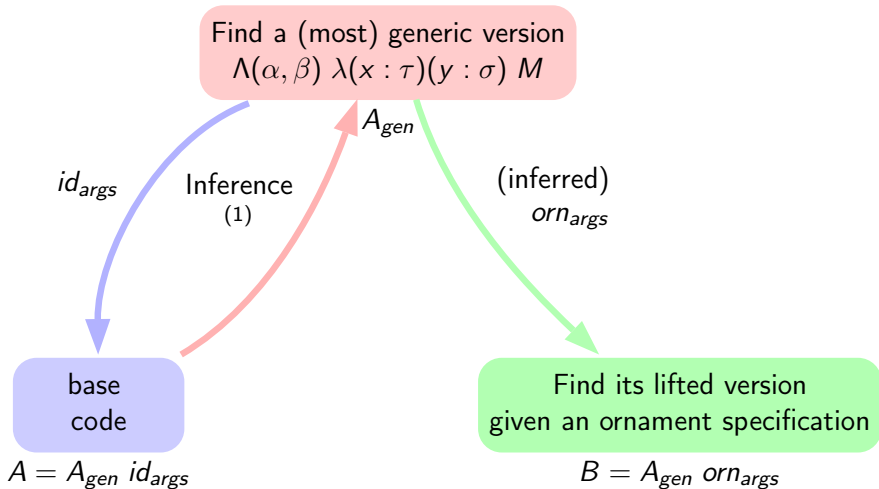 Find a (most) generic version
Λ(α, β) λ(x : τ)(y : σ) M
A_gen
id_args
Inference
(1)
(inferred)
orn_args
base
code
Find its lifted version
given an ornament specification
A = A_gen id_args
B = A_gen orn_args